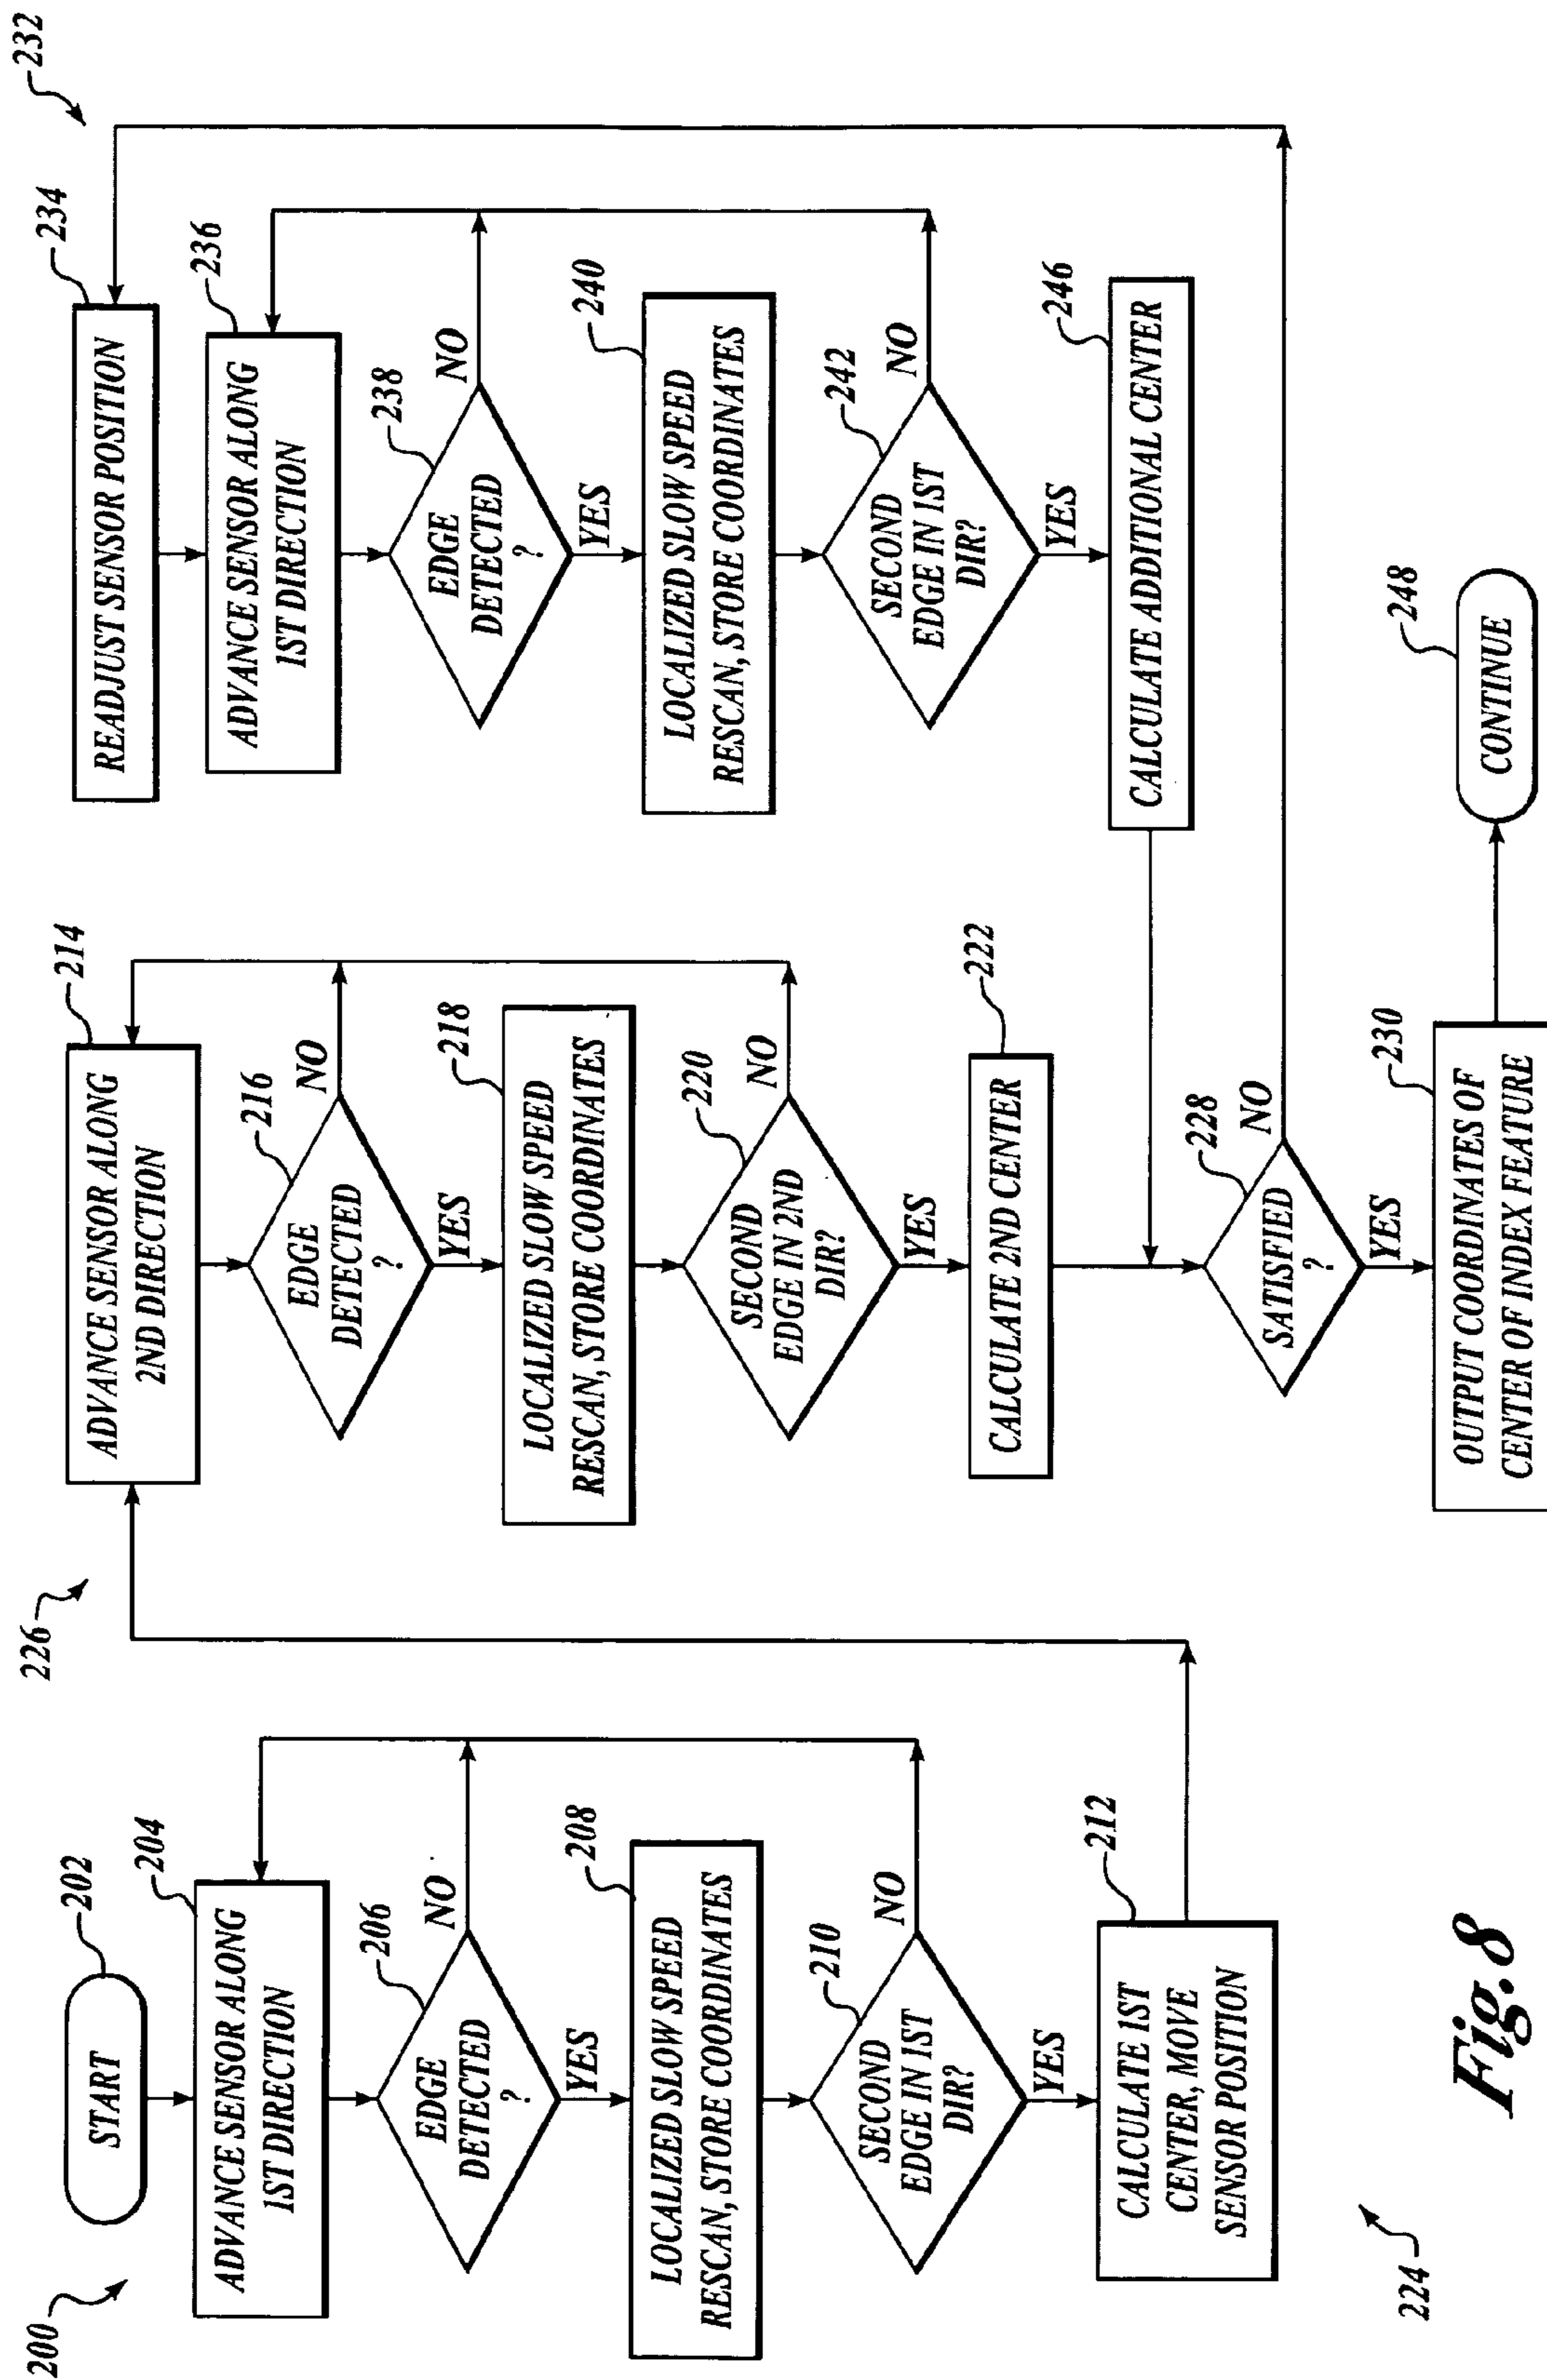 200
START
202
ADVANCE SENSOR ALONG
1ST DIRECTION
204
EDGE
DETECTED
?
206
NO
YES
LOCALIZED SLOW SPEED
RESCAN, STORE COORDINATES
208
SECOND
EDGE IN 1ST
DIR?
210
NO
YES
CALCULATE 1ST
CENTER, MOVE
SENSOR POSITION
212
224
226
ADVANCE SENSOR ALONG
2ND DIRECTION
214
EDGE
DETECTED
?
216
NO
YES
LOCALIZED SLOW SPEED
RESCAN, STORE COORDINATES
218
SECOND
EDGE IN 2ND
DIR?
220
NO
YES
CALCULATE 2ND CENTER
222
SATISFIED
?
228
NO
YES
OUTPUT COORDINATES OF
CENTER OF INDEX FEATURE
230
232
READJUST SENSOR POSITION
234
ADVANCE SENSOR ALONG
1ST DIRECTION
236
EDGE
DETECTED
?
238
NO
YES
LOCALIZED SLOW SPEED
RESCAN, STORE COORDINATES
240
SECOND
EDGE IN 1ST
DIR?
242
NO
YES
CALCULATE ADDITIONAL CENTER
246
CONTINUE
248
Fig.8